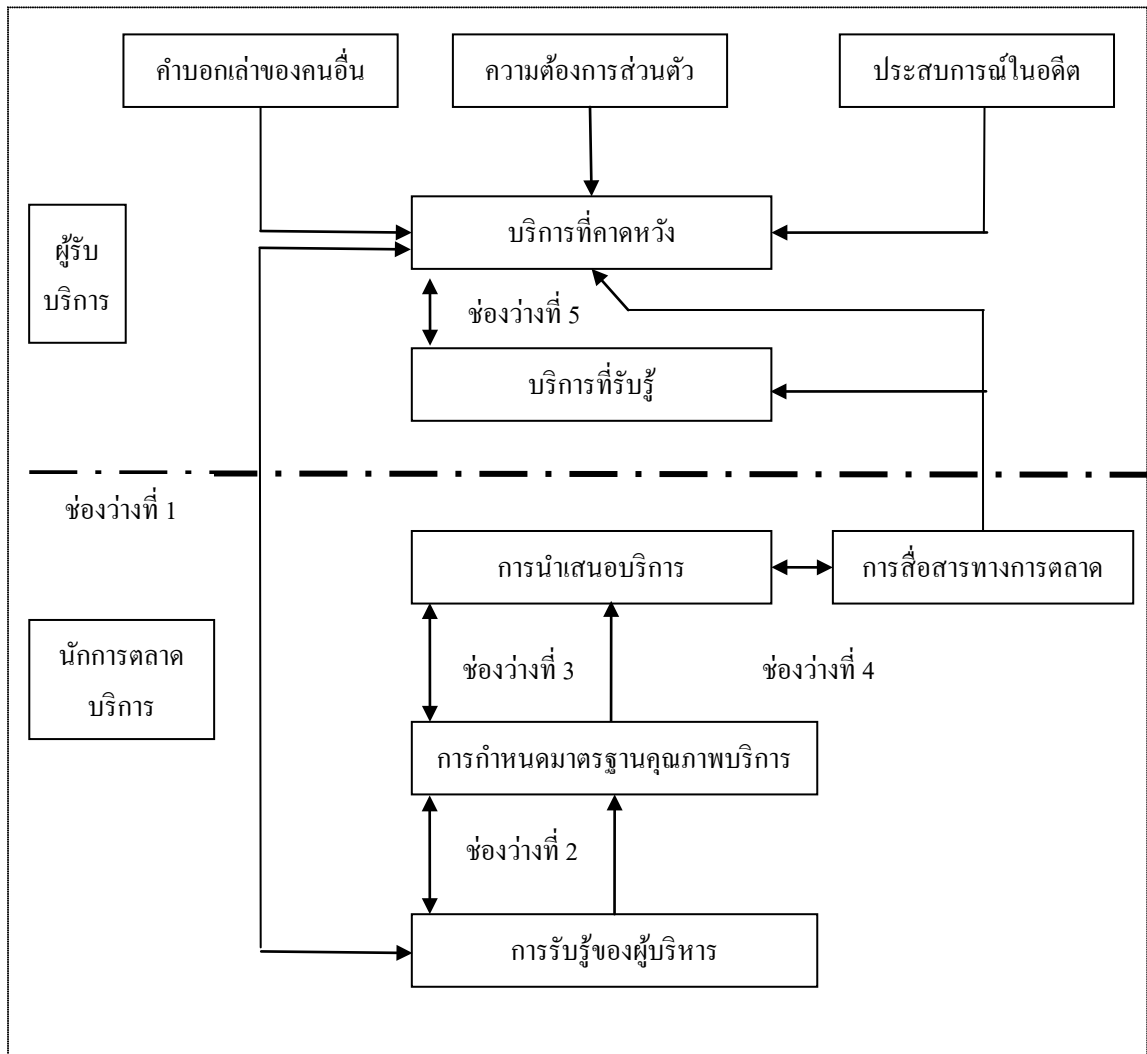 คำบอกเล่าของคนอื่น
ความต้องการส่วนตัว
ประสบการณ์ในอดีต
บริการที่คาดหวัง
ผู้รับ
บริการ
ช่องว่างที่ 5
บริการที่รับรู้
ช่องว่างที่ 1
การนำเสนอบริการ
การสื่อสารทางการตลาด
นักการตลาด
บริการ
ช่องว่างที่ 3
ช่องว่างที่ 4
การกำหนดมาตรฐานคุณภาพบริการ
ช่องว่างที่ 2
การรับรู้ของผู้บริหาร